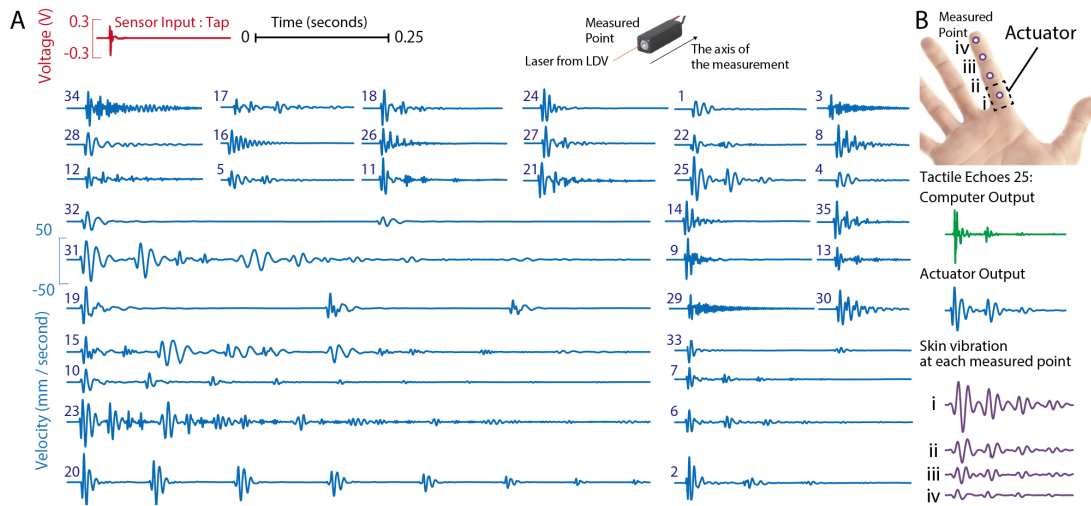 A
0.3
-0.3
Voltage (V)
Sensor Input : Tap
Time (seconds)
0
0.25
Measured
Point
Laser from LDV
The axis of
the measurement
34
17
18
24
1
3
28
16
26
27
22
8
12
5
11
21
25
4
32
14
35
50
31
-50
9
13
19
29
30
15
33
10
7
23
6
20
2
Velocity (mm / second)
B
Measured
Point
iv
iii
ii
i
Actuator
Tactile Echoes 25:
Computer Output
Actuator Output
Skin vibration
at each measured point
i
ii
iii
iv